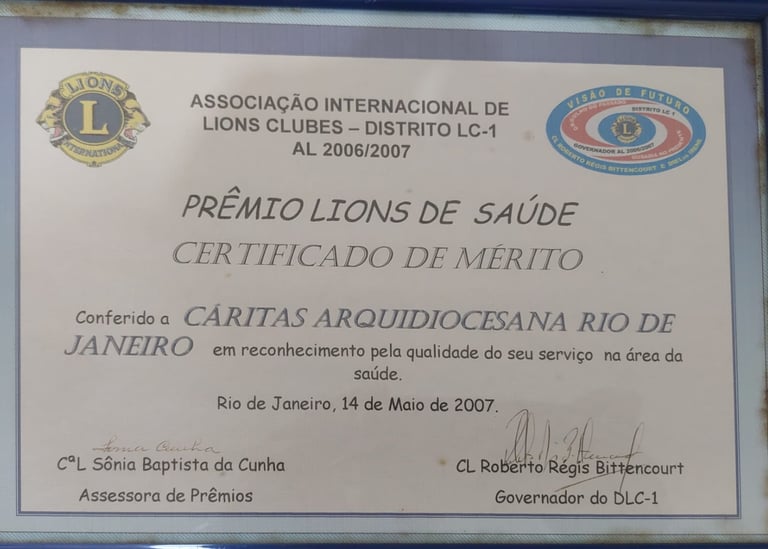 LIONS
L
INTERNATIONAL
ASSOCIAÇÃO INTERNACIONAL DE
LIONS CLUBES – DISTRITO LC-1
AL 2006/2007
VISÃO DE FUTURO
DISTRITO LC 1
GOVERNADOR AL 2006/2007
CL ROBERTO RÉGIS BITTENCOURT E
PRÊMIO LIONS DE SAÚDE
CERTIFICADO DE MÉRITO
Conferido a CÁRITAS ARQUIDIOCESANA RIO DE
JANEIRO em reconhecimento pela qualidade do seu serviço na área da
saúde.
Rio de Janeiro, 14 de Maio de 2007.
Sonia Cunha
CªL Sônia Baptista da Cunha
Assessora de Prêmios
CL Roberto Régis Bittencourt
Governador do DLC-1